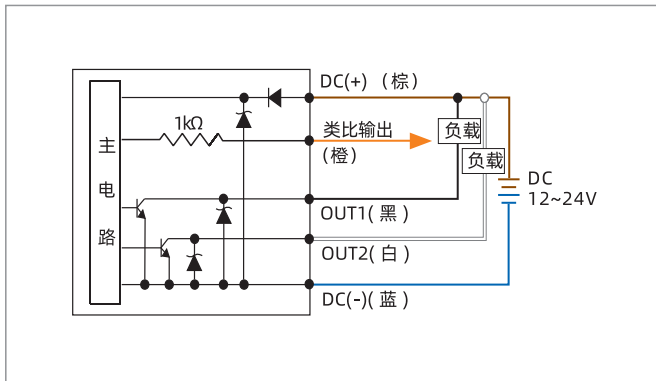 DC(+) (棕)
1kΩ
类比输出
(橙)
负载
负载
主
电
路
DC
12~24V
OUT1( 黑 )
OUT2( 白 )
DC(-)( 蓝 )